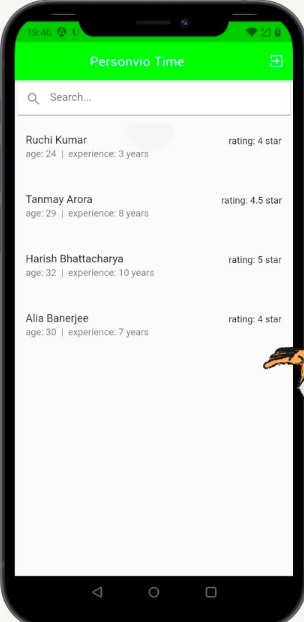 19:46
Personvio Time
Search...
Ruchi Kumar
rating: 4 star
age: 24 | experience: 3 years
Tanmay Arora
rating: 4.5 star
age: 29 | experience: 8 years
Harish Bhattacharya
rating: 5 star
age: 32 | experience: 10 years
Alia Banerjee
rating: 4 star
age: 30 | experience: 7 years